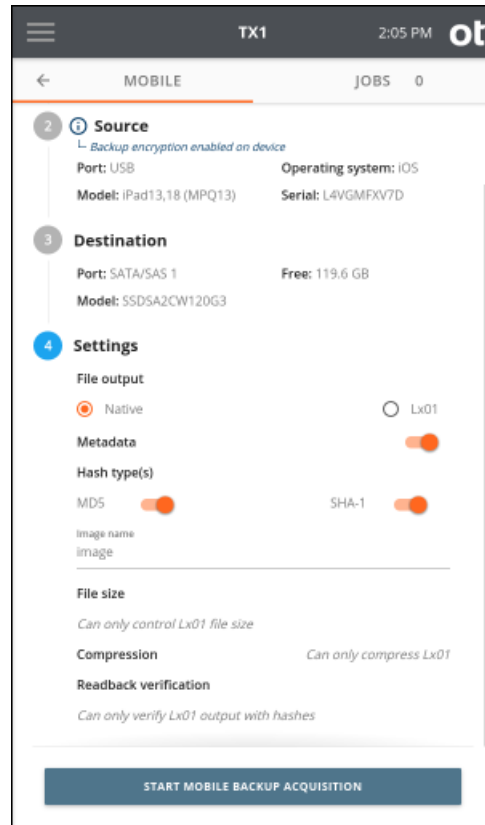 TX1 2:05 PM ot
MOBILE JOBS 0
2 Source
Backup encryption enabled on device
Port: USB Operating system: iOS
Model: iPad13,18 (MPQ13) Serial: L4VGMFXV7D
3 Destination
Port: SATA/SAS 1 Free: 119.6 GB
Model: SSDSA2CW120G3
4 Settings
File output
Native Lx01
Metadata
Hash type(s)
MD5 SHA-1
Image name
image
File size
Can only control Lx01 file size
Compression Can only compress Lx01
Readback verification
Can only verify Lx01 output with hashes
START MOBILE BACKUP ACQUISITION